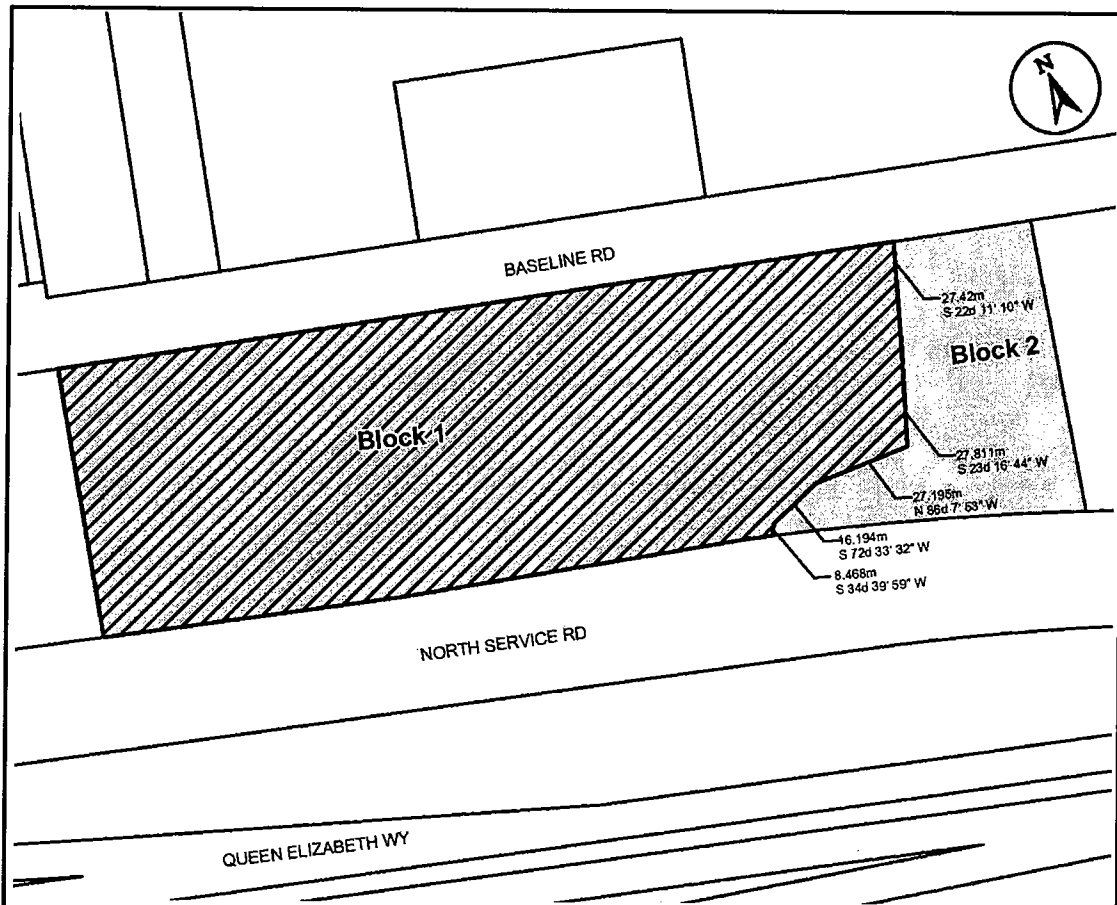 N
BASELINE RD
27.42m
S 22d 11' 10" W
Block 2
Block 1
27.811m
S 23d 16' 44" W
27.195m
N 86d 7' 53" W
16.194m
S 72d 33' 32" W
8.468m
S 34d 39' 59" W
NORTH SERVICE RD
QUEEN ELIZABETH WY